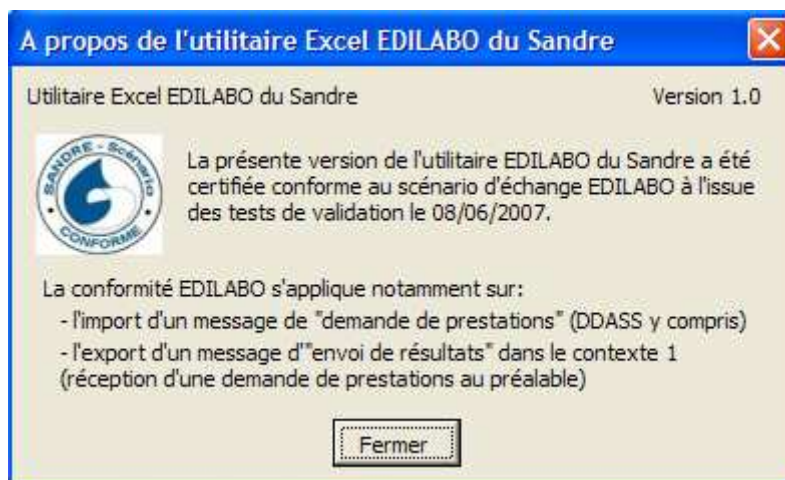 A propos de l'utilitaire Excel EDILABO du Sandre
Utilitaire Excel EDILABO du Sandre Version 1.0
SANDRE - Scénario
CONFORME
La présente version de l'utilitaire EDILABO du Sandre a été
certifiée conforme au scénario d'échange EDILABO à l'issue
des tests de validation le 08/06/2007.
La conformité EDILABO s'applique notamment sur:
- l'import d'un message de "demande de prestations" (DDASS y compris)
- l'export d'un message d'"envoi de résultats" dans le contexte 1
(réception d'une demande de prestations au préalable)
Fermer